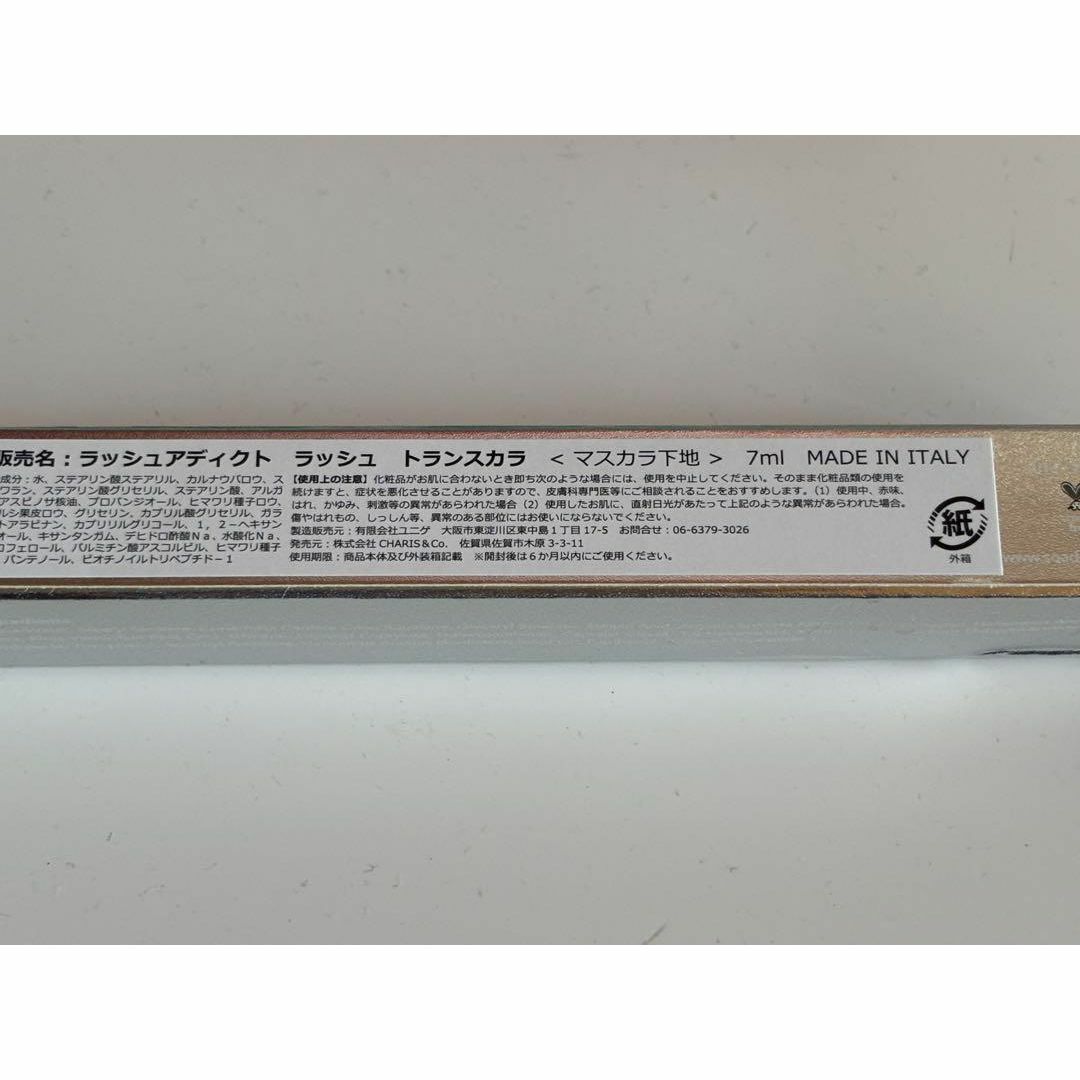 販売名：ラッシュアディクト　ラッシュ　トランスカラ　＜マスカラ下地＞　7ml　MADE IN ITALY
成分：水、ステアリン酸ステアリル、カルナウバロウ、ス
ワラン、ステアリン酸グリセリル、ステアリン酸、アルガ
アスピノサ核油、プロパンジオール、ヒマワリ種子ロウ、
ルシ果皮ロウ、グリセリン、カプリル酸グリセリル、ガラ
トアラビナン、カプリリルグリコール、1，2－ヘキサン
オール、キサンタンガム、デヒドロ酢酸Na、水酸化Na、
コフェロール、パルミチン酸アスコルビル、ヒマワリ種子
パンテノール、ビオチノイルトリペプチド－1
【使用上の注意】化粧品がお肌に合わないとき即ち次のような場合には、使用を中止してください。そのまま化粧品類の使用を
続けますと、症状を悪化させることがありますので、皮膚科専門医等にご相談されることをおすすめします。（1）使用中、赤味、
はれ、かゆみ、刺激等の異常があらわれた場合（2）使用したお肌に、直射日光があたって上記のような異常があらわれた場合。
傷やはれもの、しっしん等、異常のある部位にはお使いにならないでください。
製造販売元：有限会社ユニゲ　大阪市東淀川区東中島1丁目17-5　お問合せ：06-6379-3026
発売元：株式会社 CHARIS＆Co.　佐賀県佐賀市木原 3-3-11
使用期限：商品本体及び外装箱記載　※開封後は6か月以内にご使用ください。
紙
外箱